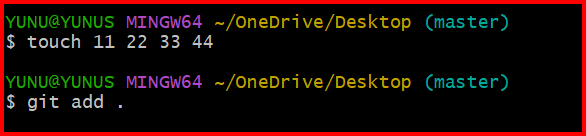 YUNU@YUNUS MINGW64 ~/OneDrive/Desktop (master)
$ touch 11 22 33 44
YUNU@YUNUS MINGW64 ~/OneDrive/Desktop (master)
$ git add .